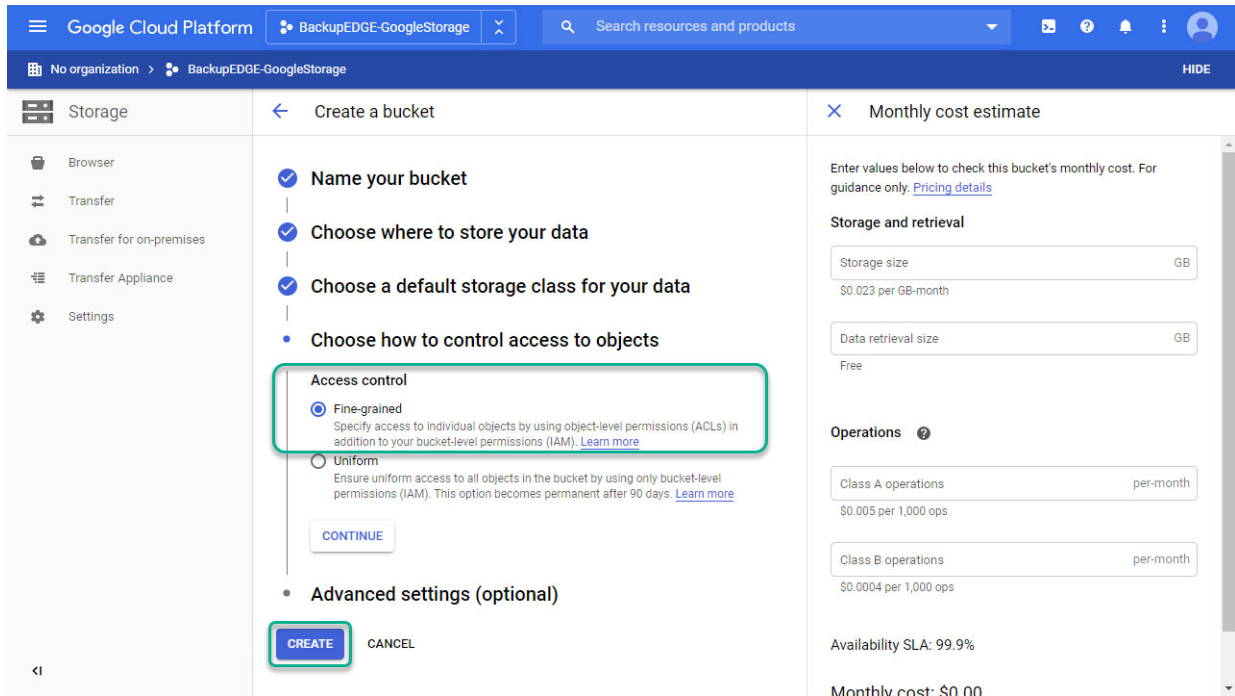 Google Cloud Platform
BackupEDGE-GoogleStorage
Search resources and products
No organization > BackupEDGE-GoogleStorage
HIDE
Storage
Browser
Transfer
Transfer for on-premises
Transfer Appliance
Settings
Create a bucket
Name your bucket
Choose where to store your data
Choose a default storage class for your data
Choose how to control access to objects
Access control
Fine-grained
Specify access to individual objects by using object-level permissions (ACLs) in
addition to your bucket-level permissions (IAM). Learn more
Uniform
Ensure uniform access to all objects in the bucket by using only bucket-level
permissions (IAM). This option becomes permanent after 90 days. Learn more
CONTINUE
Advanced settings (optional)
CREATE CANCEL
Monthly cost estimate
Enter values below to check this bucket's monthly cost. For
guidance only. Pricing details
Storage and retrieval
Storage size GB
$0.023 per GB-month
Data retrieval size GB
Free
Operations
Class A operations per-month
$0.005 per 1,000 ops
Class B operations per-month
$0.0004 per 1,000 ops
Availability SLA: 99.9%
Monthly cost: $0.00